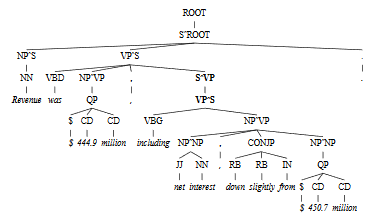 ROOT
S^ROOT
NP^S VP^S .
NN VBD NP^VP , S^VP .
Revenue was QP , VP^S
$ CD CD VBG NP^VP
$ 444.9 million including NP^NP , CONJP NP^NP
JJ NN , RB RB IN QP
net interest down slightly from $ CD CD
$ 450.7 million